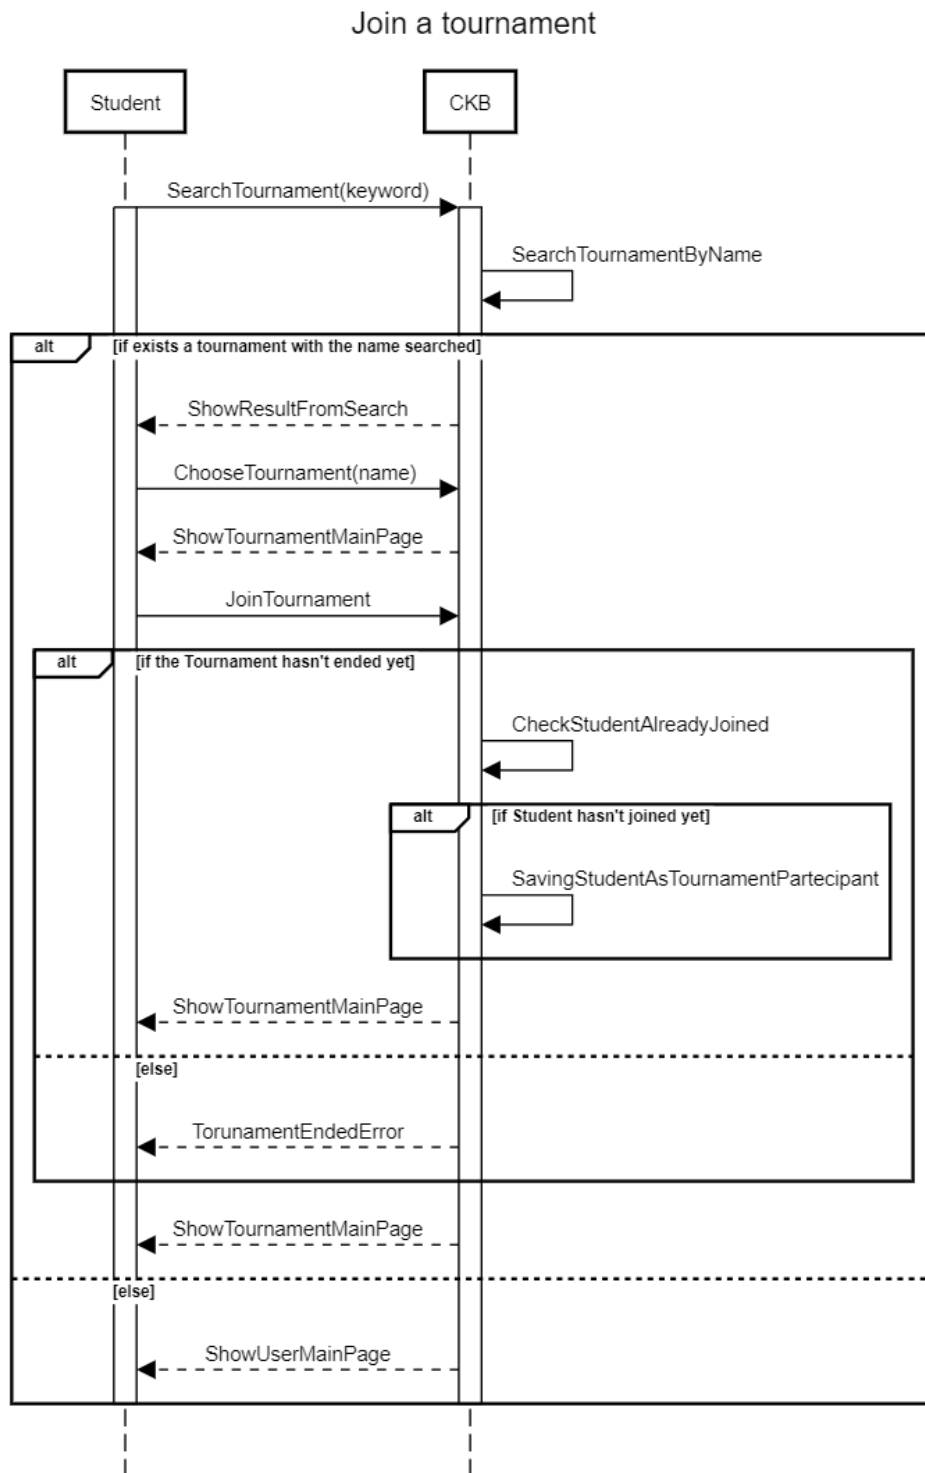 Join a tournament
Student
CKB
SearchTournament(keyword)
SearchTournamentByName
alt
[if exists a tournament with the name searched]
ShowResultFromSearch
ChooseTournament(name)
ShowTournamentMainPage
JoinTournament
alt
[if the Tournament hasn't ended yet]
CheckStudentAlreadyJoined
alt
[if Student hasn't joined yet]
SavingStudentAsTournamentPartecipant
ShowTournamentMainPage
[else]
TorunamentEndedError
ShowTournamentMainPage
[else]
ShowUserMainPage